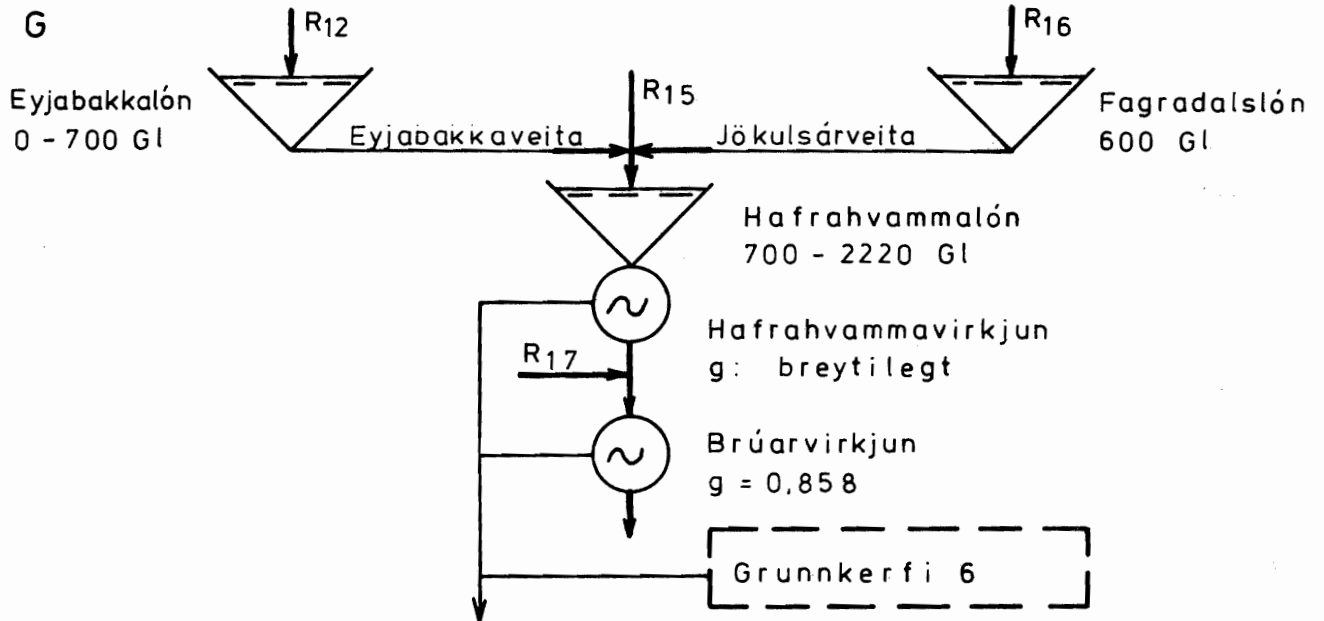 G
R12
R16
Eyjabakkalón
0 - 700 Gl
R15
Fagradalslón
600 Gl
Eyjabakkaveita
Jökulsárveita
Hafrahvammalón
700 - 2220 Gl
Hafrahvammavirkjun
g: breytilegt
R17
Brúarvirkjun
g = 0,858
Grunnkerfi 6